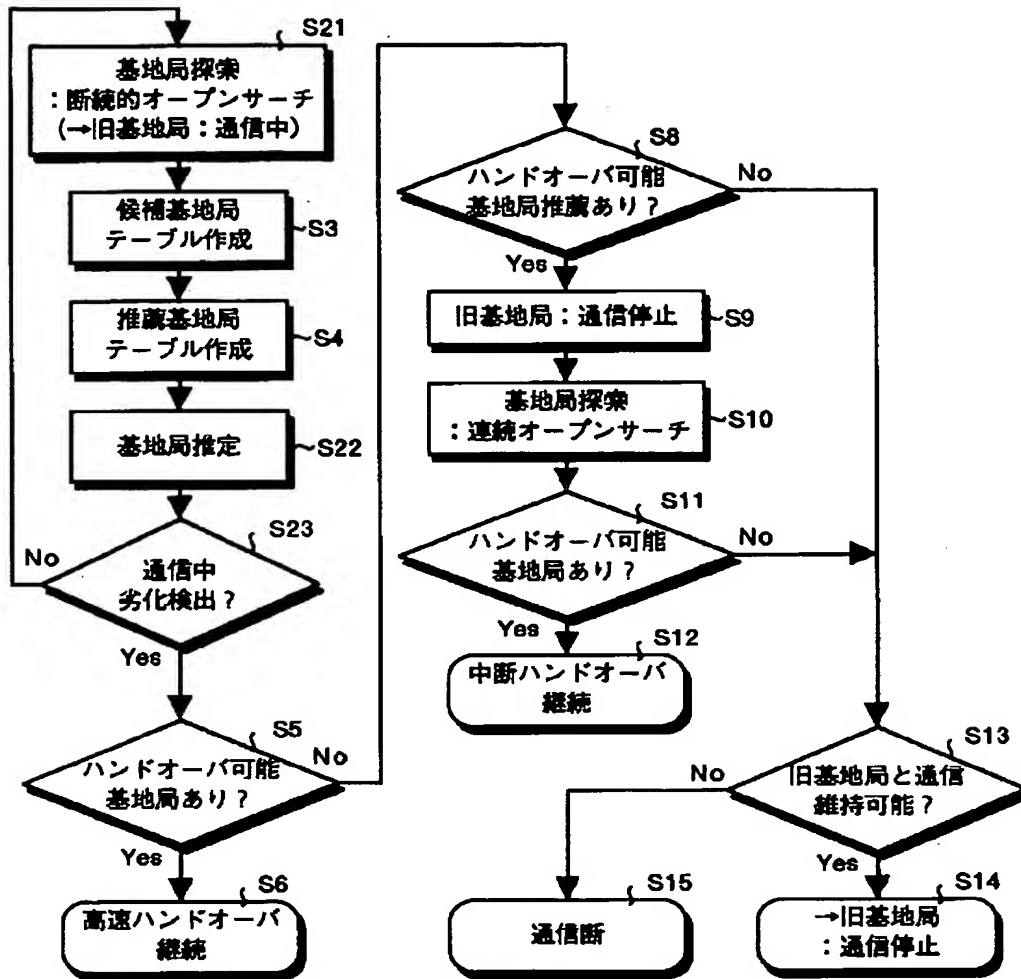 S21
基地局探索
:断続的オープンサーチ
(→旧基地局:通信中)
候補基地局
テーブル作成
S3
推薦基地局
テーブル作成
S4
基地局推定
S22
S23
No
通信中
劣化検出?
Yes
S5
No
ハンドオーバ可能
基地局あり?
Yes
S6
高速ハンドオーバ
継続
S8
No
ハンドオーバ可能
基地局推薦あり?
Yes
旧基地局:通信停止
S9
基地局探索
:連続オープンサーチ
S10
S11
No
ハンドオーバ可能
基地局あり?
Yes
S12
中断ハンドオーバ
継続
S13
No
旧基地局と通信
維持可能?
Yes
S15
通信断
S14
→旧基地局
:通信停止